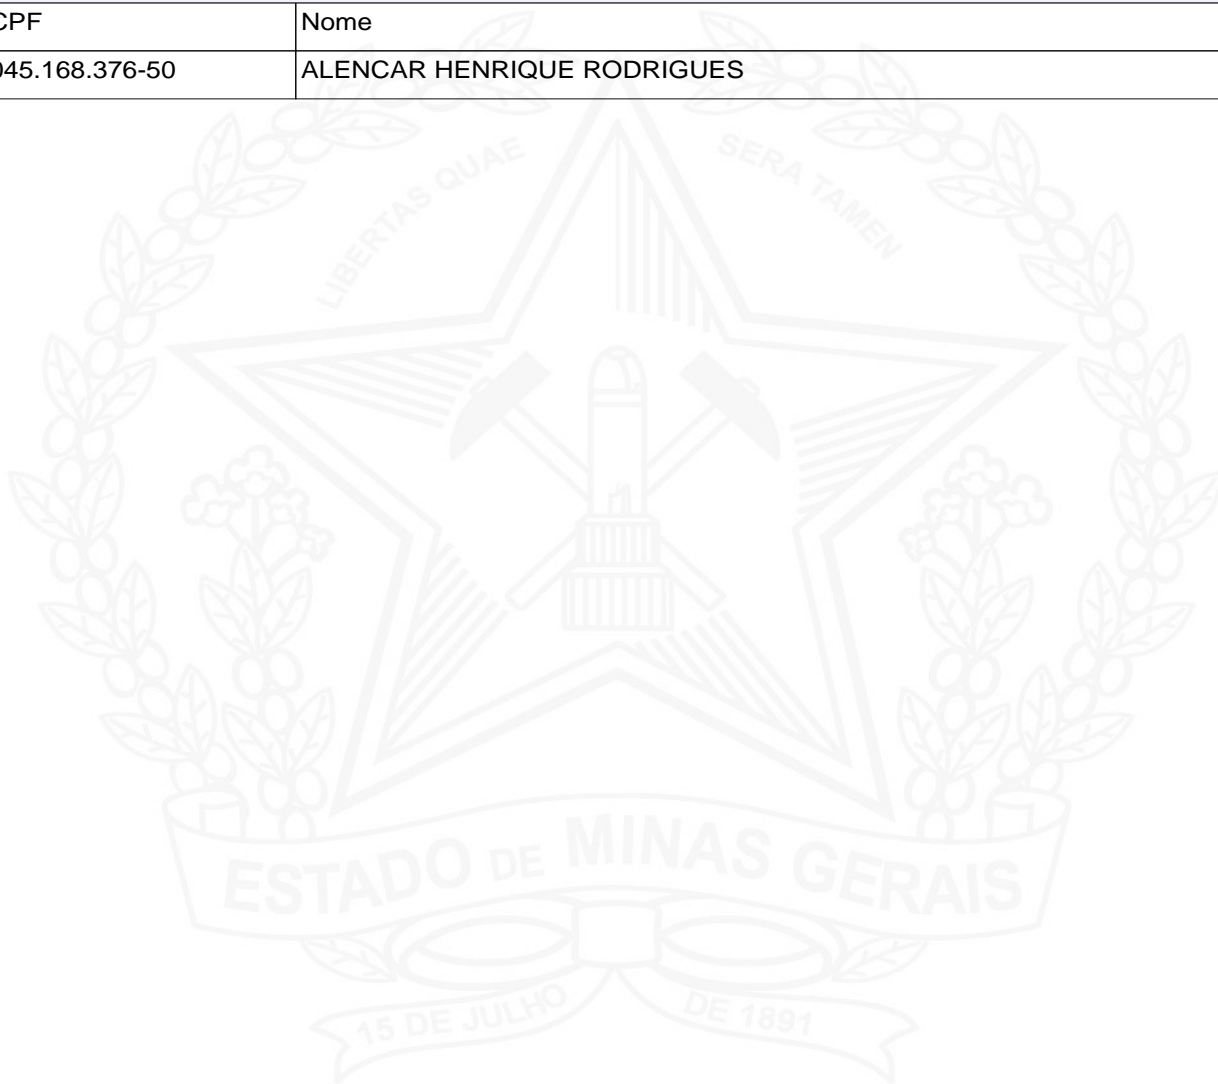 CPF Nome
045.168.376-50 ALENCAR HENRIQUE RODRIGUES
LIBERTAS QUAE SERA TAMEN
ESTADO DE MINAS GERAIS
15 DE JULHO DE 1891